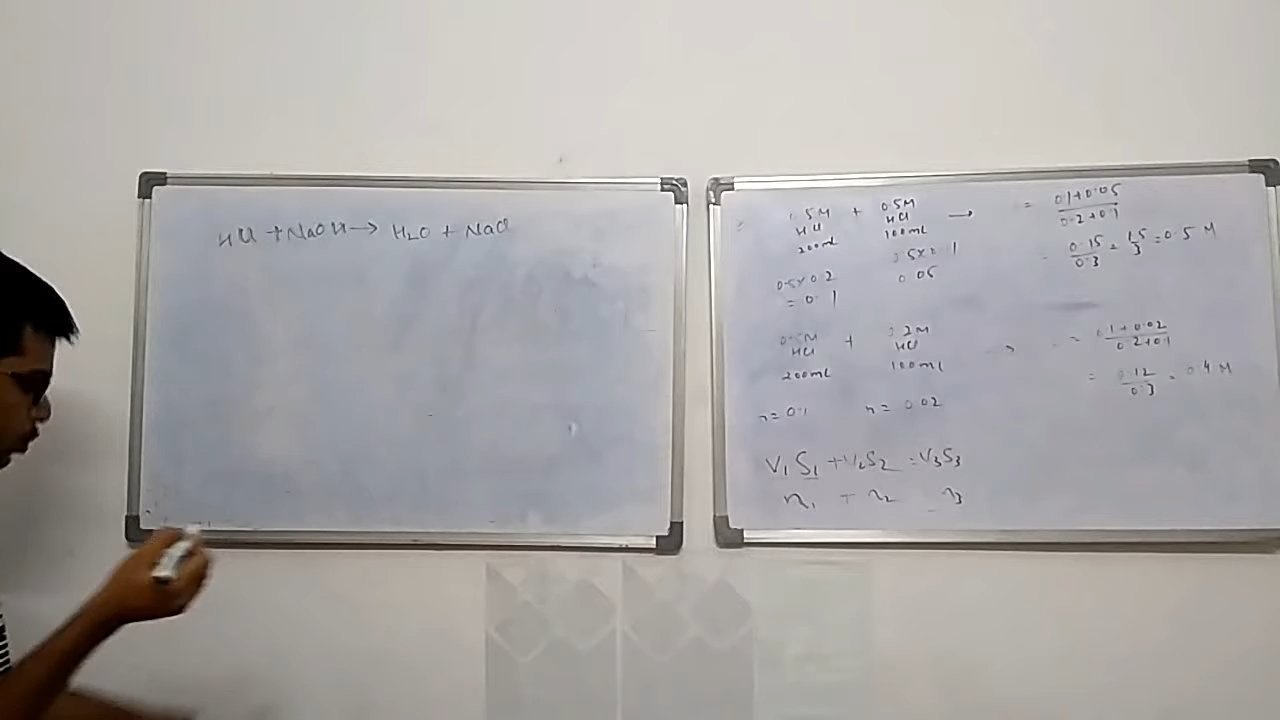 HCl + NaOH → H₂O + NaCl
0.5M + 0.5M → = 0.1+0.05 / 0.2+0.1
HCl HCl
200ml 100ml
0.5×0.2 0.5×0.1 = 0.15/0.3 = 1.5/3 = 0.5 M
= 0.1 0.05
0.5M + 0.2M → = 0.1+0.02 / 0.2+0.1
HCl HCl
200ml 100ml = 0.12/0.3 = 0.4 M
n=0.1 n= 0.02
V₁S₁ + V₂S₂ = V₃S₃
n₁ + n₂ n₃